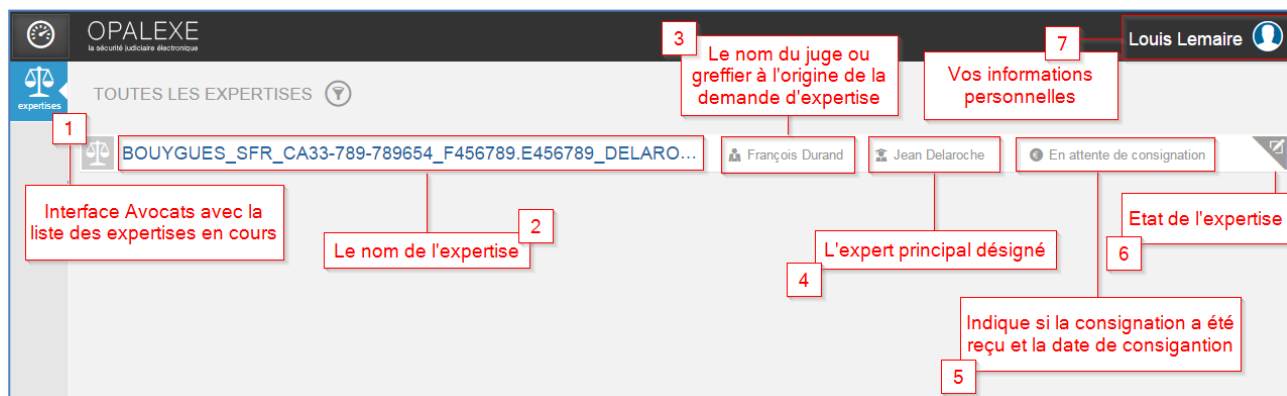 OPALEXE
la sécurité judiciaire électronique
Louis Lemaire
7
Vos informations
personnelles
3
Le nom du juge ou
greffier à l'origine de la
demande d'expertise
expertises
TOUTES LES EXPERTISES
1
BOUYGUES_SFR_CA33-789-789654_F456789.E456789_DELARO...
François Durand
Jean Delaroche
En attente de consignation
Interface Avocats avec la
liste des expertises en cours
2
Le nom de l'expertise
4
L'expert principal désigné
Etat de l'expertise
6
Indique si la consignation a été
reçu et la date de consigantion
5